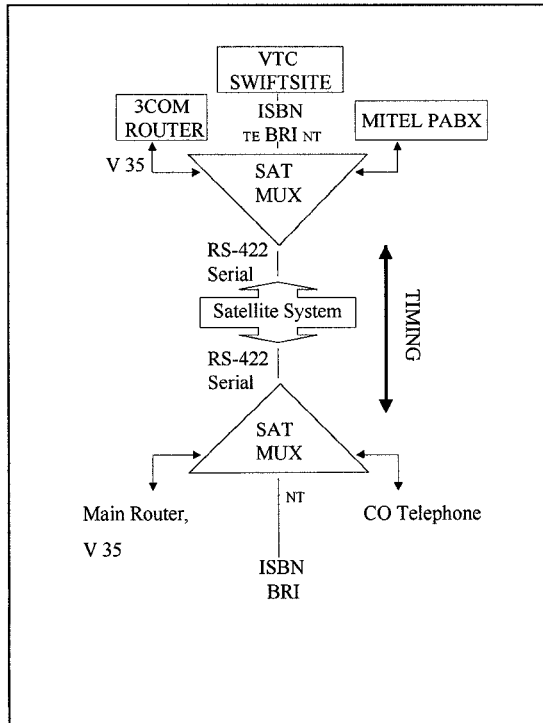 VTC
SWIFTSITE
3COM
ROUTER
ISBN
TE BRI NT
MITEL PABX
V 35
SAT
MUX
RS-422
Serial
Satellite System
TIMING
RS-422
Serial
SAT
MUX
Main Router,
V 35
NT
CO Telephone
ISBN
BRI